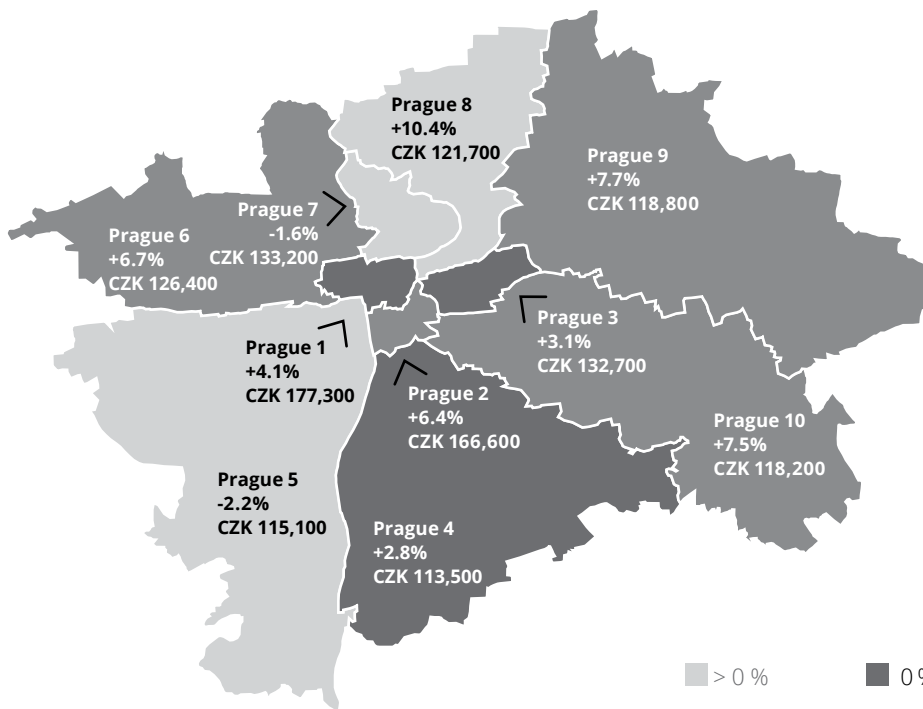 Prague 8
+10.4%
CZK 121,700
Prague 9
+7.7%
CZK 118,800
Prague 7
-1.6%
CZK 133,200
Prague 6
+6.7%
CZK 126,400
Prague 3
+3.1%
CZK 132,700
Prague 1
+4.1%
CZK 177,300
Prague 2
+6.4%
CZK 166,600
Prague 10
+7.5%
CZK 118,200
Prague 5
-2.2%
CZK 115,100
Prague 4
+2.8%
CZK 113,500
> 0 %
0